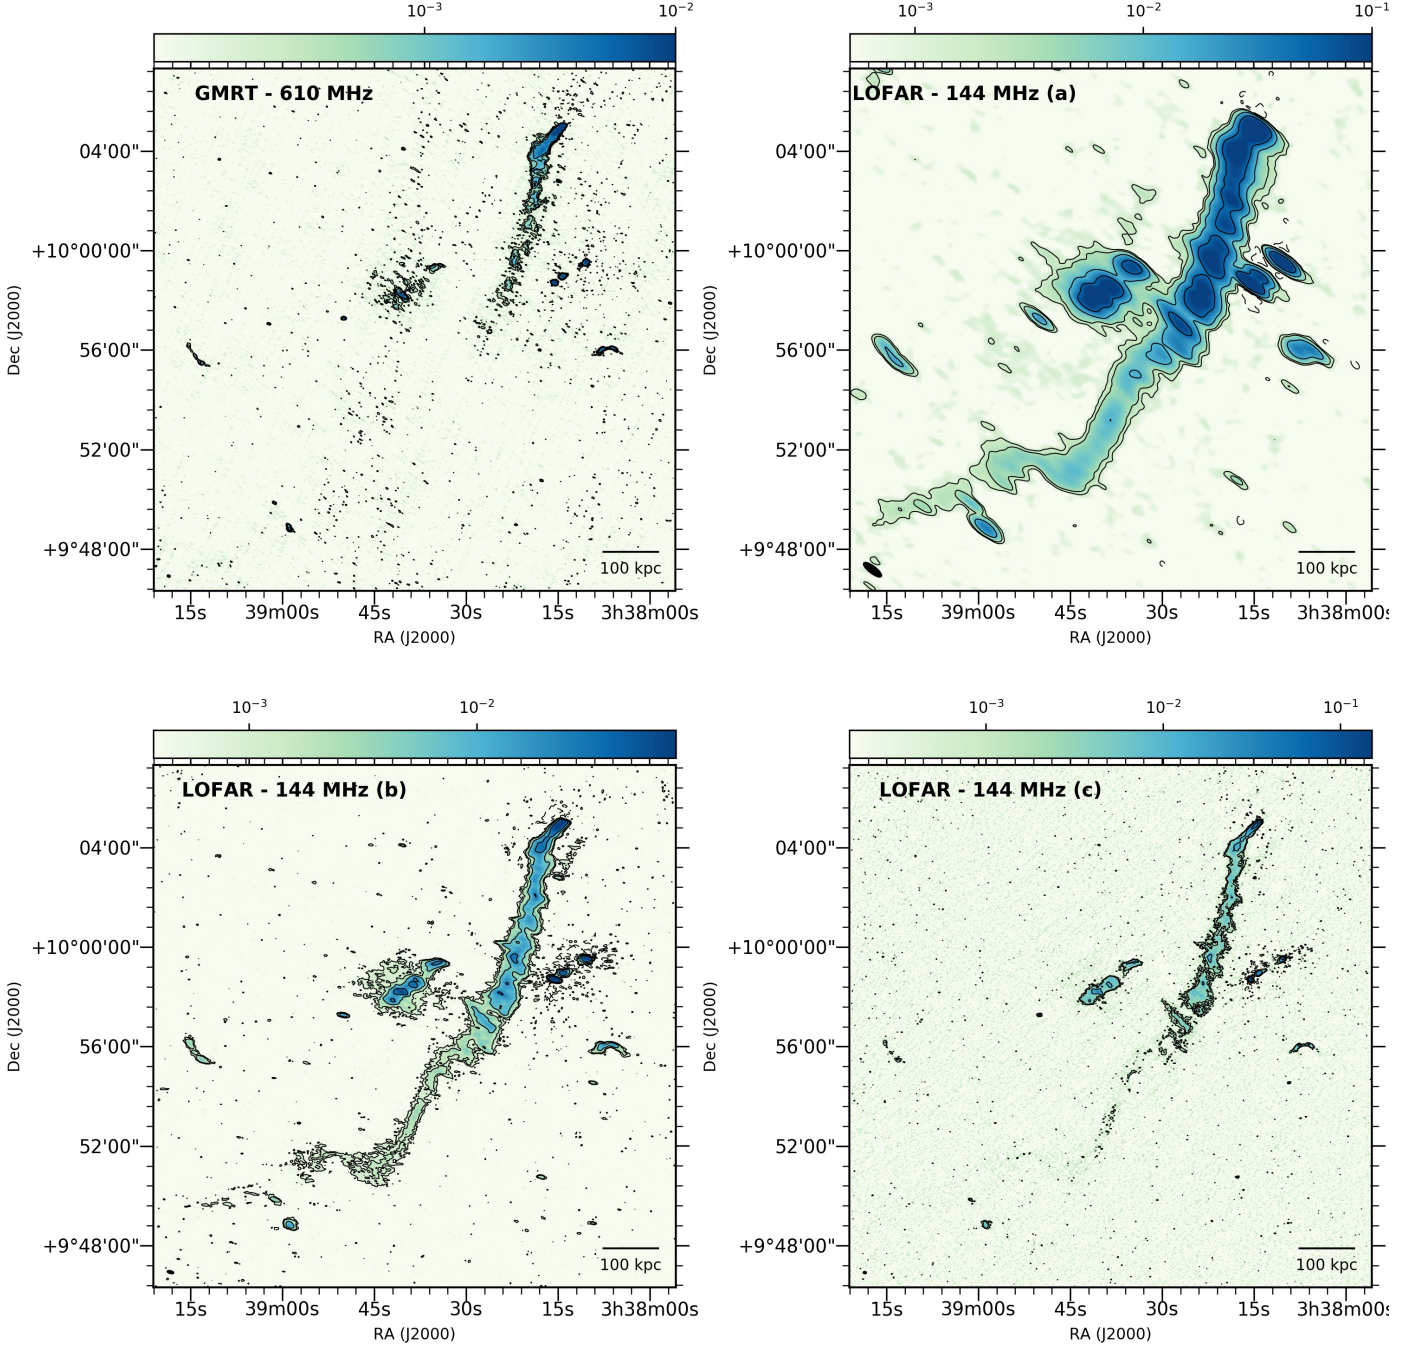 10⁻³ 10⁻²
GMRT - 610 MHz
04'00"
+10°00'00"
56'00"
52'00"
+9°48'00"
Dec (J2000)
100 kpc
15s 39m00s 45s 30s 15s 3h38m00s
RA (J2000)
10⁻³ 10⁻² 10⁻¹
LOFAR - 144 MHz (a)
04'00"
+10°00'00"
56'00"
52'00"
+9°48'00"
Dec (J2000)
100 kpc
15s 39m00s 45s 30s 15s 3h38m00s
RA (J2000)
10⁻³ 10⁻²
LOFAR - 144 MHz (b)
04'00"
+10°00'00"
56'00"
52'00"
+9°48'00"
Dec (J2000)
100 kpc
15s 39m00s 45s 30s 15s 3h38m00s
RA (J2000)
10⁻³ 10⁻² 10⁻¹
LOFAR - 144 MHz (c)
04'00"
+10°00'00"
56'00"
52'00"
+9°48'00"
Dec (J2000)
100 kpc
15s 39m00s 45s 30s 15s 3h38m00s
RA (J2000)